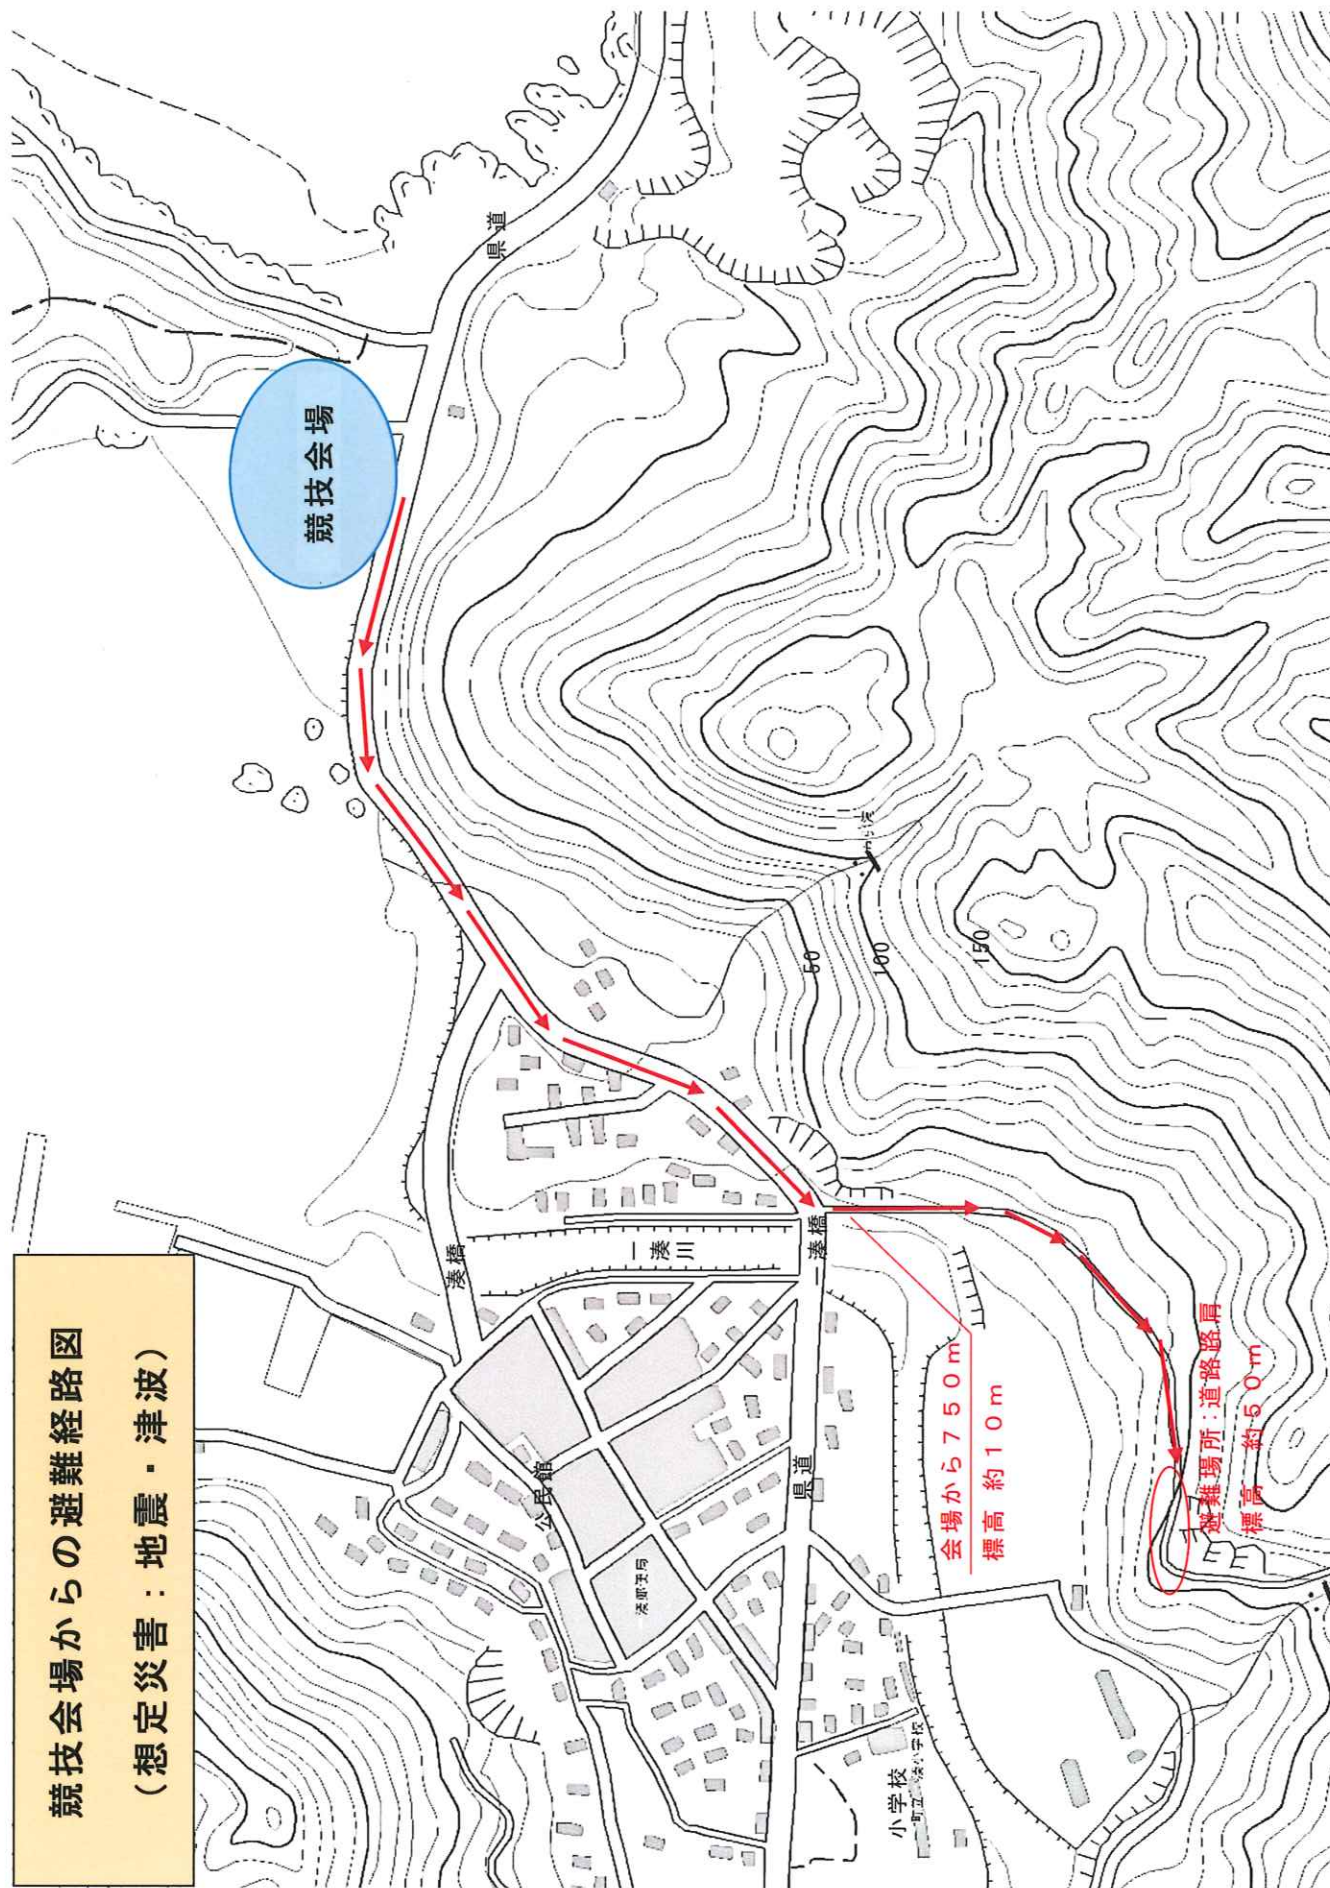 競技会場からの避難経路図
(想定災害：地震・津波)
競技会場
県道
50
100
150
湊橋
一湊川
一湊橋
公民館
県道
会場から７５０ｍ
標高 約１０ｍ
避難場所：道路路肩
標高 約５０ｍ
小学校